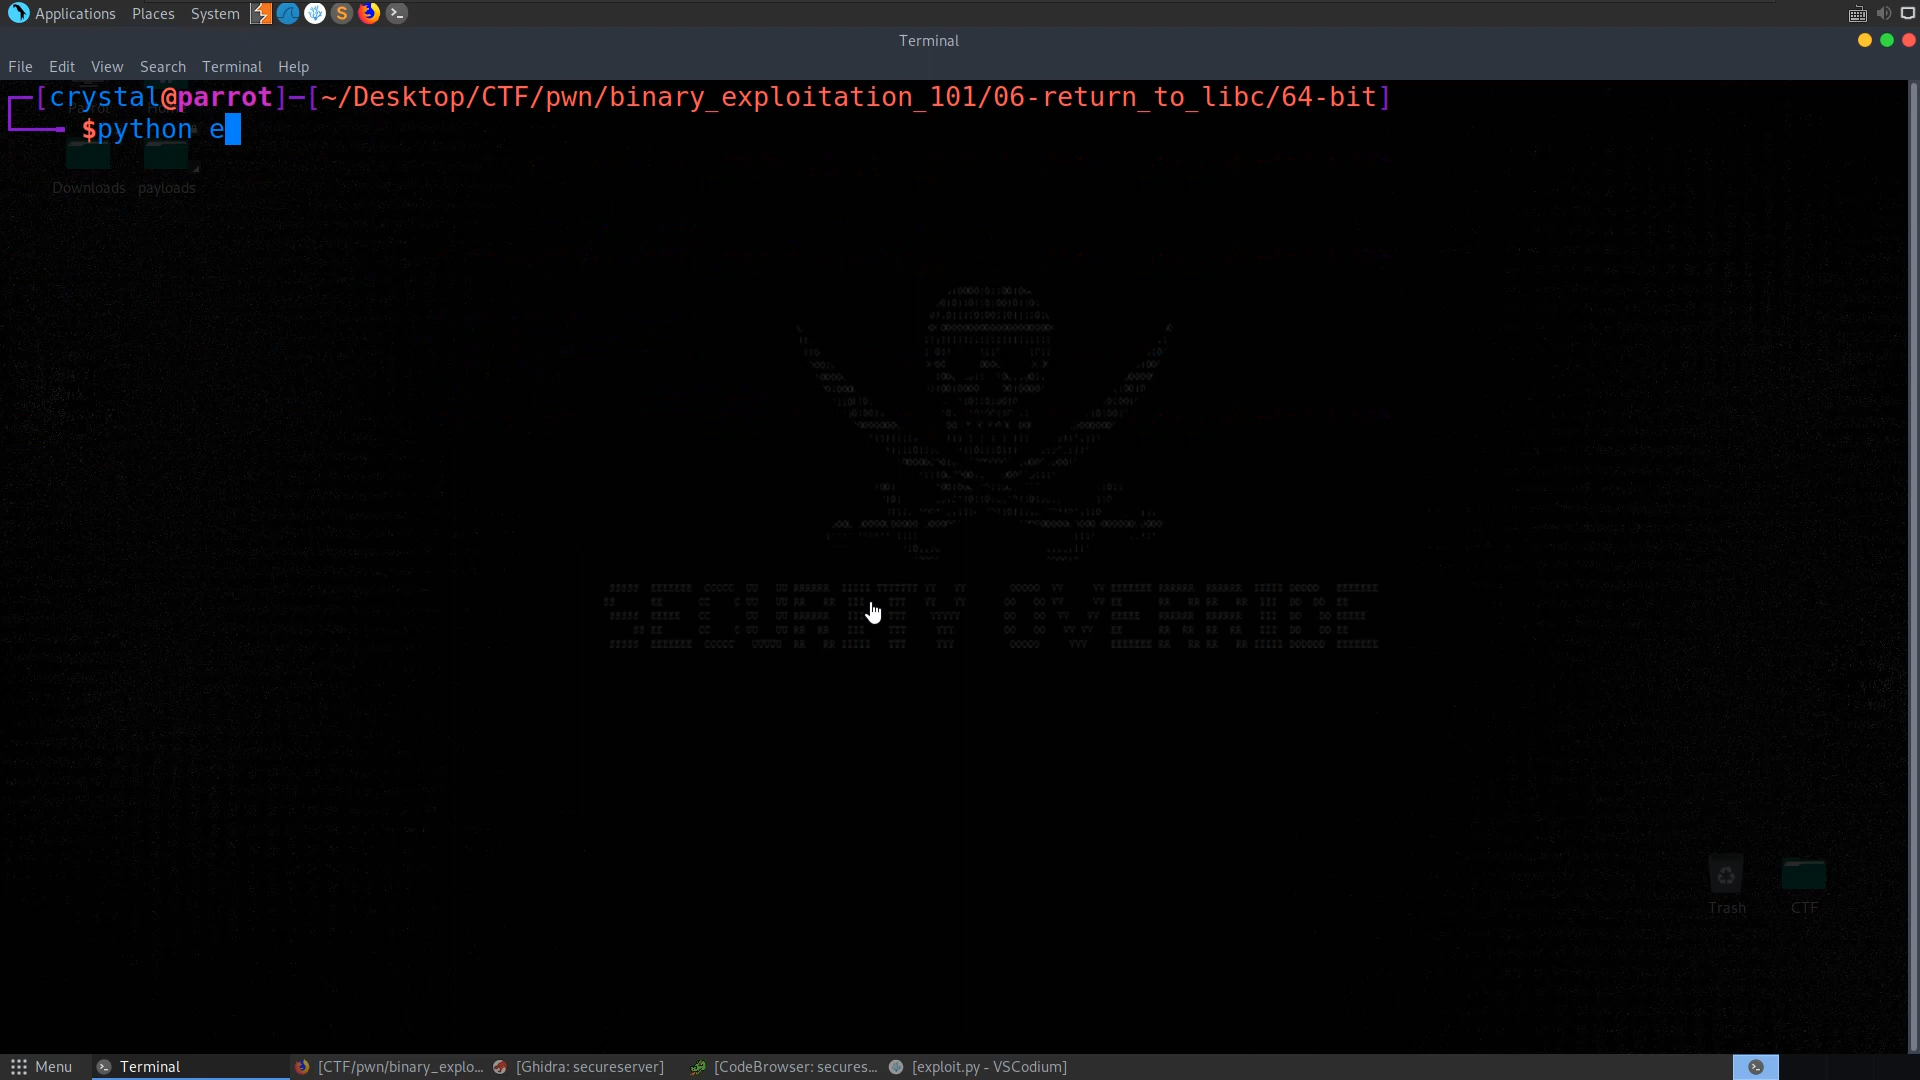 Applications Places System
Terminal
File Edit View Search Terminal Help
┌─[crystal@parrot]─[~/Desktop/CTF/pwn/binary_exploitation_101/06-return_to_libc/64-bit]
└──╼ $python e
Downloads payloads
Trash CTF
Menu Terminal [CTF/pwn/binary_explo... [Ghidra: secureserver] [CodeBrowser: secures... [exploit.py - VSCodium]